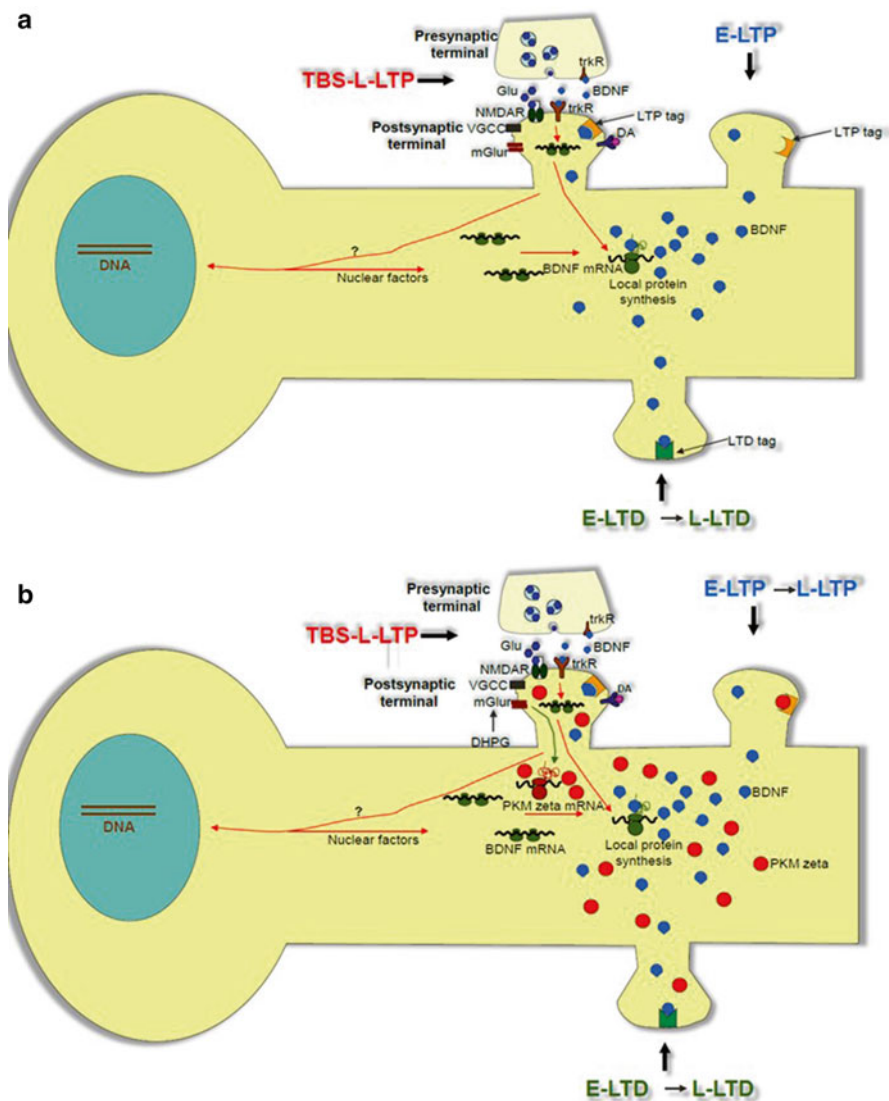 a
Presynaptic
terminal
E-LTP
trkR
TBS-L-LTP
Glu
BDNF
NMDAR
trkR
LTP tag
Postsynaptic
terminal
VGCC
DA
LTP tag
mGlur
BDNF
?
DNA
Nuclear factors
BDNF mRNA
Local protein
synthesis
LTD tag
E-LTD → L-LTD
b
Presynaptic
terminal
E-LTP → L-LTP
trkR
TBS-L-LTP
Glu
BDNF
NMDAR
trkR
Postsynaptic
terminal
VGCC
DA
mGlur
DHPG
BDNF
PKM zeta mRNA
?
DNA
Nuclear factors
BDNF mRNA
Local protein
synthesis
PKM zeta
E-LTD → L-LTD